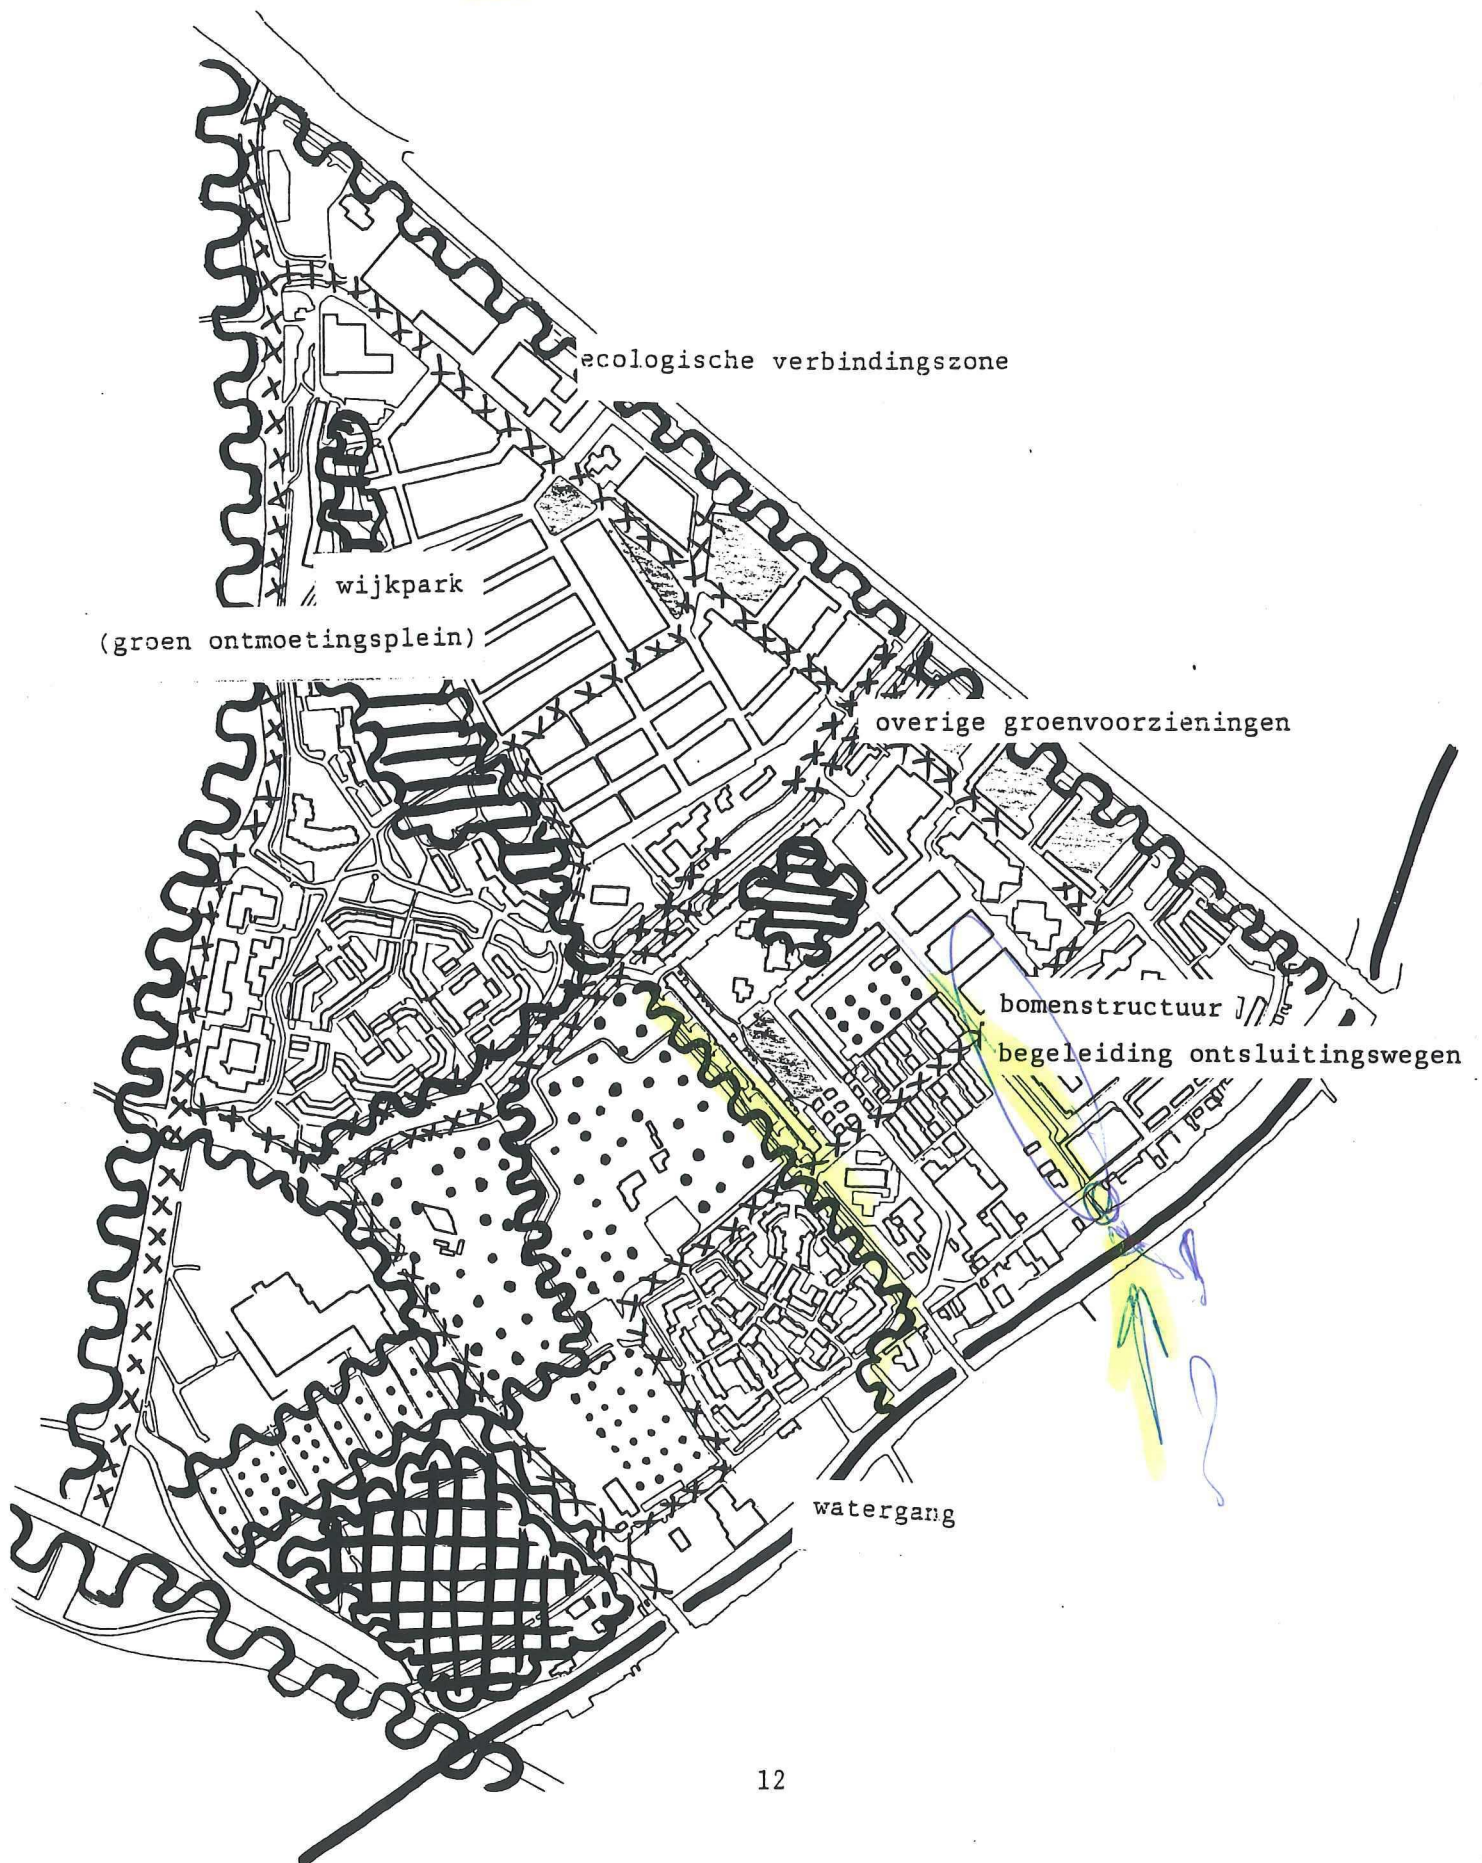 ecologische verbindingszone
wijkpark
(groen ontmoetingsplein)
overige groenvoorzieningen
bomenstructuur
begeleiding ontsluitingswegen
watergang
12